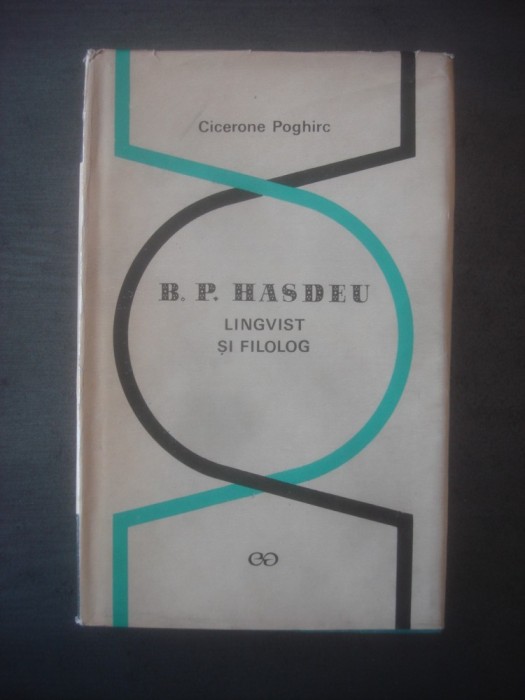 Cicerone Poghirc
B. P. HASDEU
LINGVIST
ȘI FILOLOG